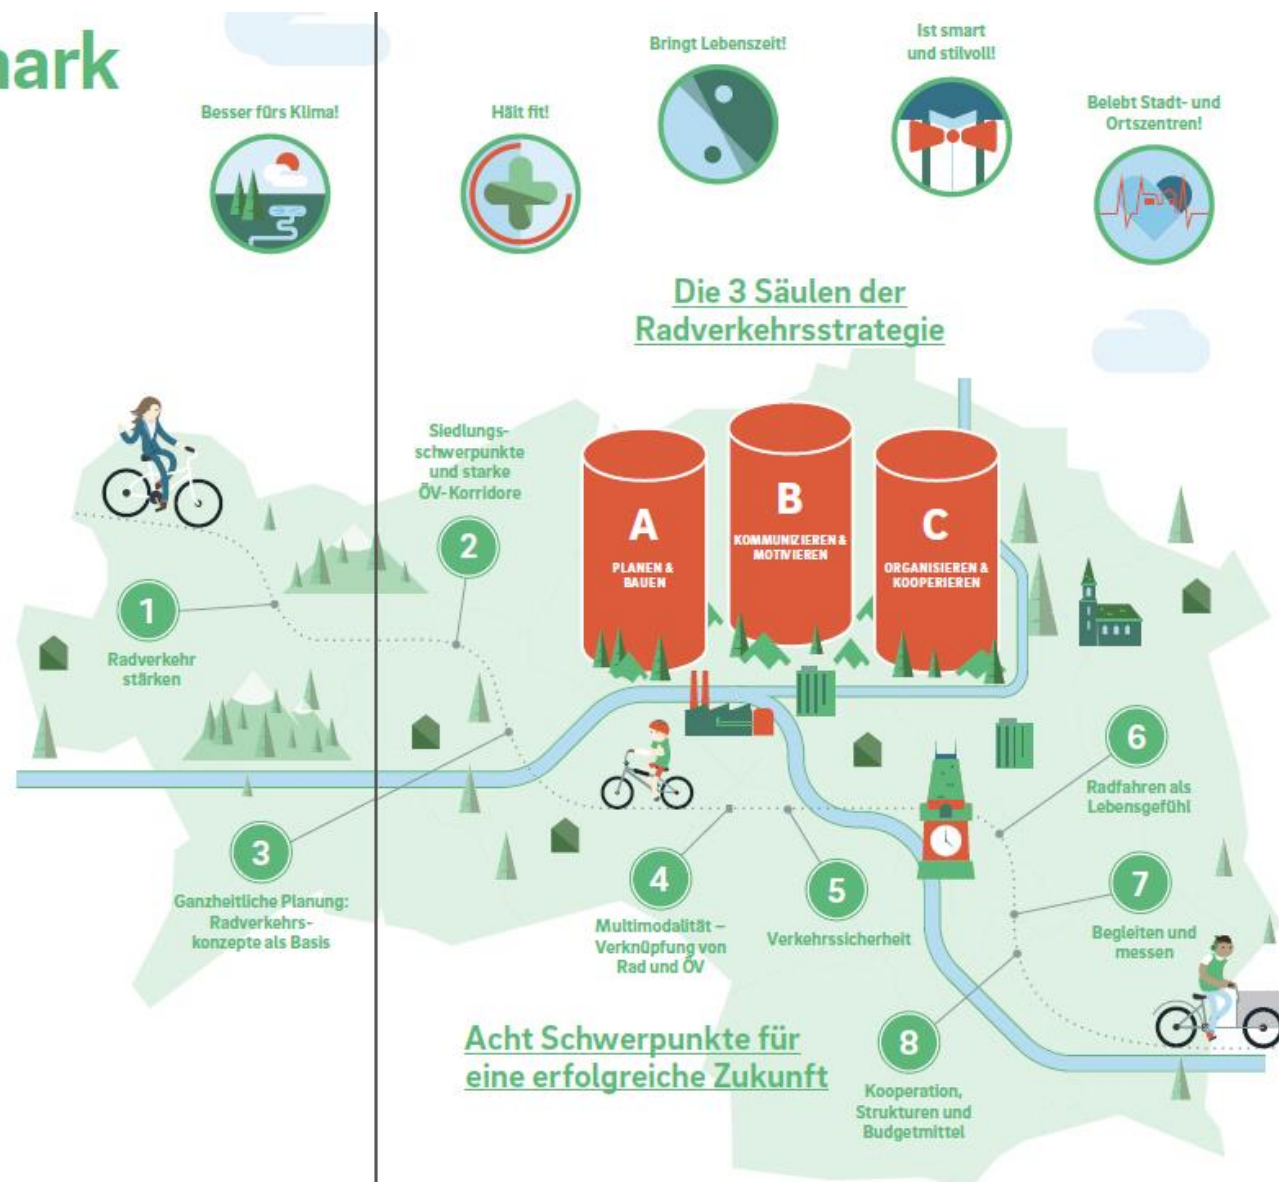 ark
Besser fürs Klima!
Hält fit!
Bringt Lebenszeit!
Ist smart
und stilvoll!
Belebt Stadt- und
Ortszentren!
Die 3 Säulen der
Radverkehrsstrategie
A
PLANEN &
BAUEN
B
KOMMUNIZIEREN &
MOTIVIEREN
C
ORGANISIEREN &
KOOPERIEREN
1
Radverkehr
stärken
Siedlungs-
schwerpunkte
und starke
ÖV-Korridore
2
3
Ganzheitliche Planung:
Radverkehrs-
konzepte als Basis
4
Multimodalität –
Verknüpfung von
Rad und ÖV
5
Verkehrssicherheit
6
Radfahren als
Lebensgefühl
7
Begleiten und
messen
8
Kooperation,
Strukturen und
Budgetmittel
Acht Schwerpunkte für
eine erfolgreiche Zukunft